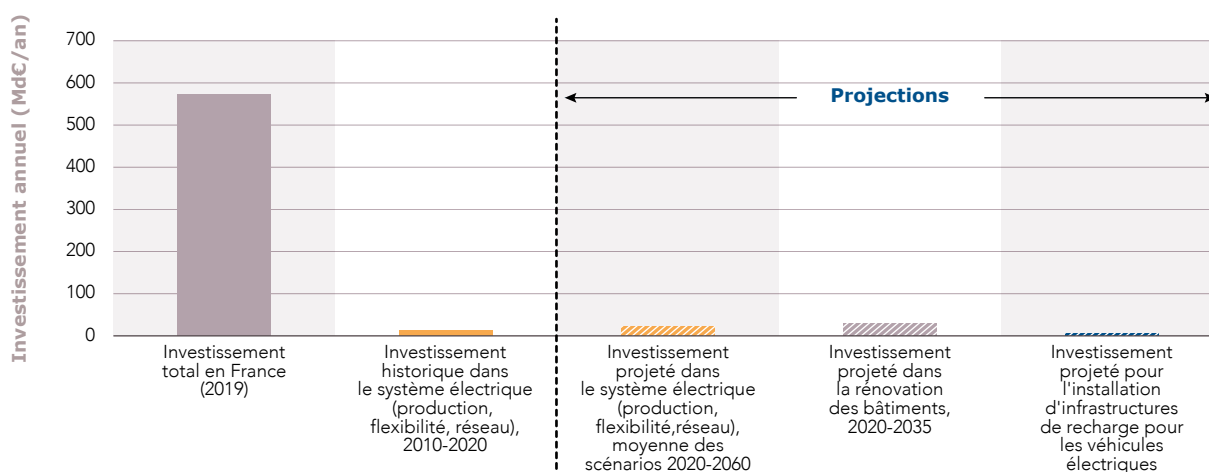 Investissement annuel (Md€/an)
700
600
500
400
300
200
100
0
Projections
Investissement
total en France
(2019)
Investissement
historique dans
le système électrique
(production,
flexibilité, réseau),
2010-2020
Investissement
projeté dans
le système électrique
(production,
flexibilité,réseau),
moyenne des
scénarios 2020-2060
Investissement
projeté dans
la rénovation
des bâtiments,
2020-2035
Investissement
projeté pour
l'installation
d'infrastructures
de recharge pour
les véhicules
électriques